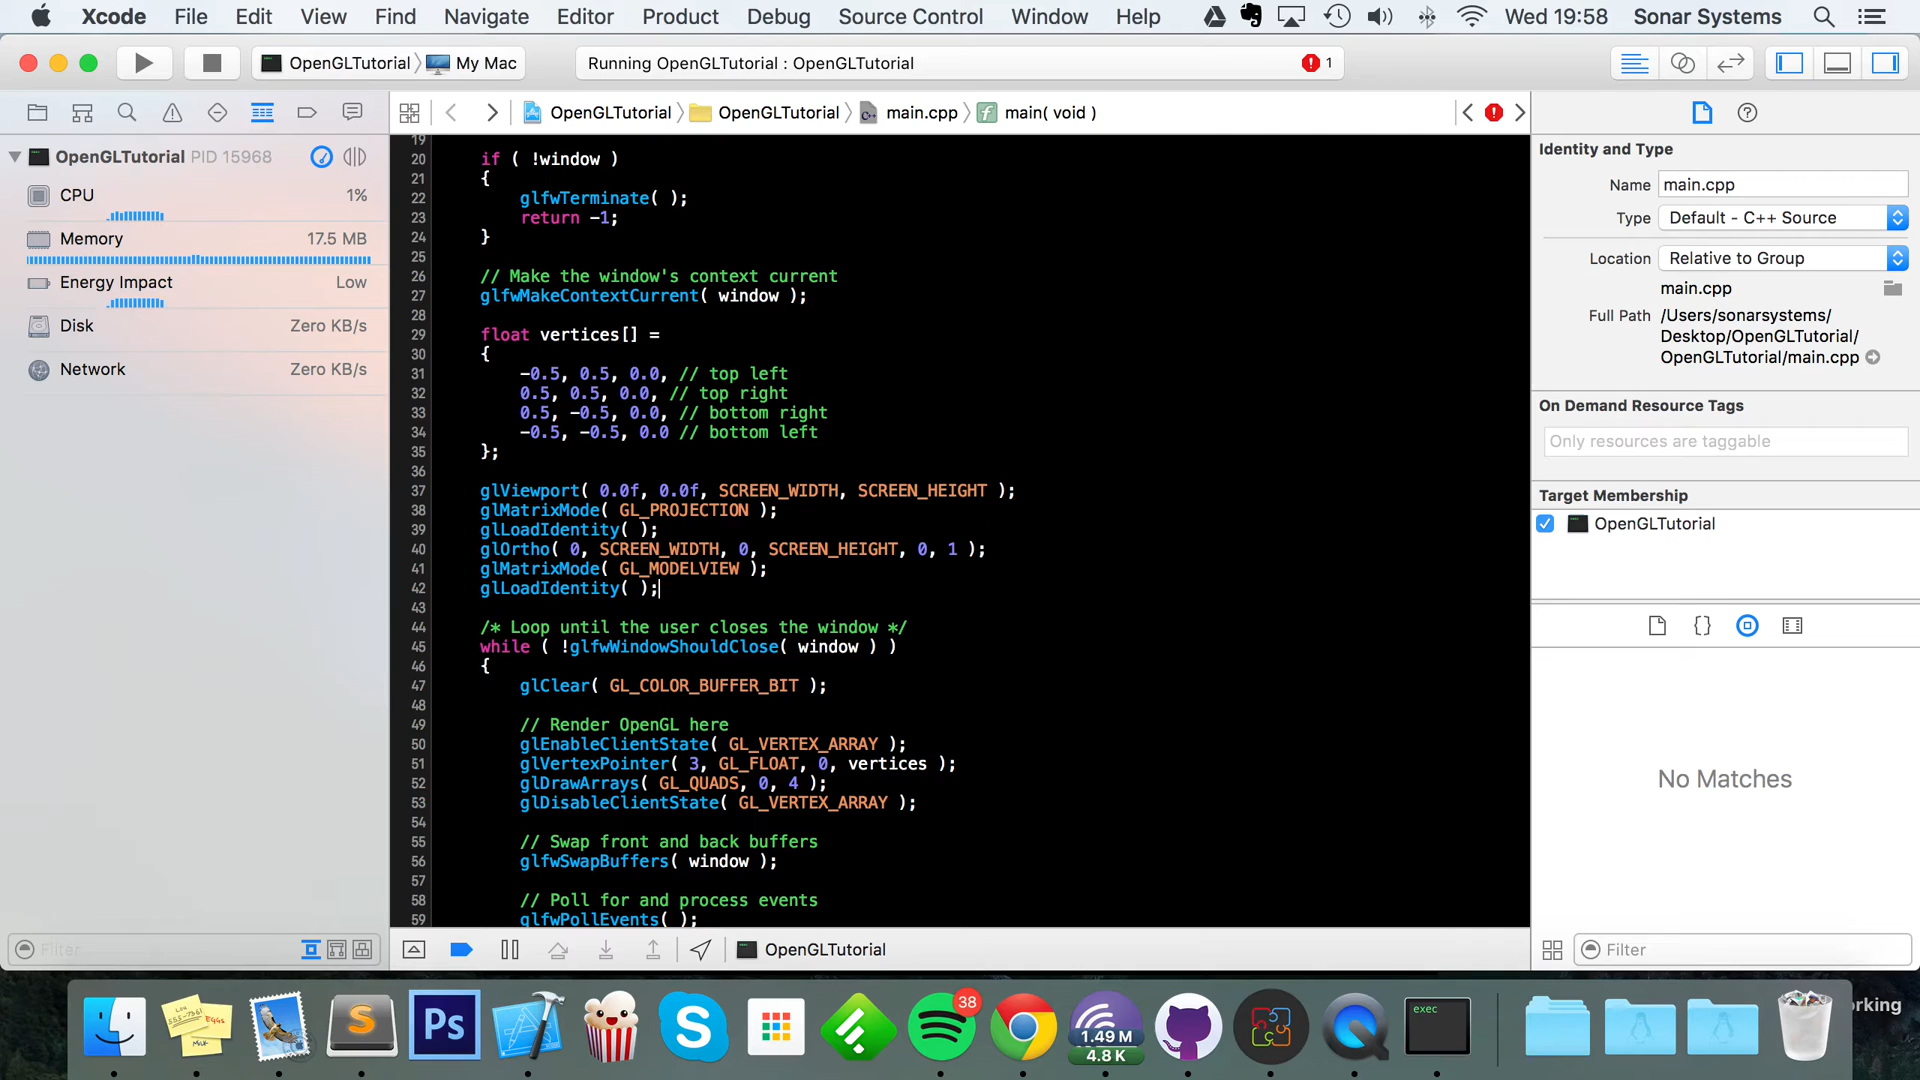 Xcode File Edit View Find Navigate Editor Product Debug Source Control Window Help Wed 19:58 Sonar Systems
OpenGLTutorial My Mac Running OpenGLTutorial : OpenGLTutorial 1
OpenGLTutorial OpenGLTutorial main.cpp main( void )
OpenGLTutorial PID 15968
CPU 1%
Memory 17.5 MB
Energy Impact Low
Disk Zero KB/s
Network Zero KB/s
Filter
19
20 if ( !window )
21 {
22 glfwTerminate( );
23 return -1;
24 }
25
26 // Make the window's context current
27 glfwMakeContextCurrent( window );
28
29 float vertices[] =
30 {
31 -0.5, 0.5, 0.0, // top left
32 0.5, 0.5, 0.0, // top right
33 0.5, -0.5, 0.0, // bottom right
34 -0.5, -0.5, 0.0 // bottom left
35 };
36
37 glViewport( 0.0f, 0.0f, SCREEN_WIDTH, SCREEN_HEIGHT );
38 glMatrixMode( GL_PROJECTION );
39 glLoadIdentity( );
40 glOrtho( 0, SCREEN_WIDTH, 0, SCREEN_HEIGHT, 0, 1 );
41 glMatrixMode( GL_MODELVIEW );
42 glLoadIdentity( );
43
44 /* Loop until the user closes the window */
45 while ( !glfwWindowShouldClose( window ) )
46 {
47 glClear( GL_COLOR_BUFFER_BIT );
48
49 // Render OpenGL here
50 glEnableClientState( GL_VERTEX_ARRAY );
51 glVertexPointer( 3, GL_FLOAT, 0, vertices );
52 glDrawArrays( GL_QUADS, 0, 4 );
53 glDisableClientState( GL_VERTEX_ARRAY );
54
55 // Swap front and back buffers
56 glfwSwapBuffers( window );
57
58 // Poll for and process events
59 glfwPollEvents( );
OpenGLTutorial
Identity and Type
Name main.cpp
Type Default - C++ Source
Location Relative to Group
main.cpp
Full Path /Users/sonarsystems/
Desktop/OpenGLTutorial/
OpenGLTutorial/main.cpp
On Demand Resource Tags
Only resources are taggable
Target Membership
OpenGLTutorial
{}
No Matches
Filter
S Ps S 38 1.49 M 4.8 K exec
orking